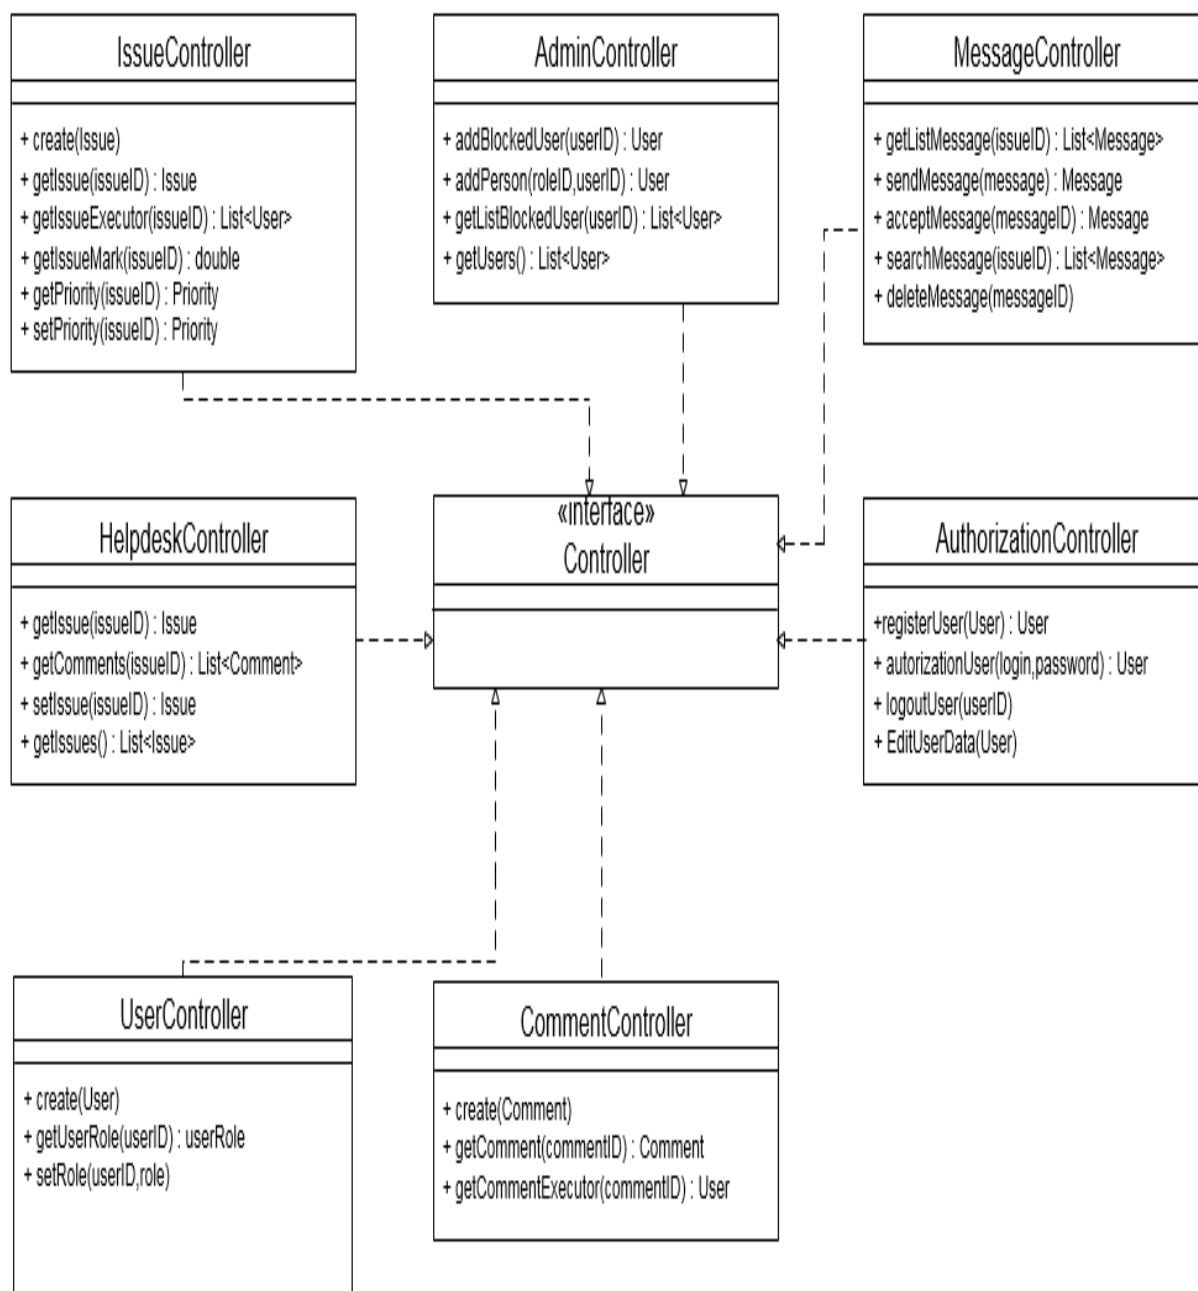 IssueController
+ create(Issue)
+ getIssue(issueID) : Issue
+ getIssueExecutor(issueID) : List<User>
+ getIssueMark(issueID) : double
+ getPriority(issueID) : Priority
+ setPriority(issueID) : Priority
AdminController
+ addBlockedUser(userID) : User
+ addPerson(roleID,userID) : User
+ getListBlockedUser(userID) : List<User>
+ getUsers() : List<User>
MessageController
+ getListMessage(issueID) : List<Message>
+ sendMessage(message) : Message
+ acceptMessage(messageID) : Message
+ searchMessage(issueID) : List<Message>
+ deleteMessage(messageID)
HelpdeskController
+ getIssue(issueID) : Issue
+ getComments(issueID) : List<Comment>
+ setIssue(issueID) : Issue
+ getIssues() : List<Issue>
«interface»
Controller
AuthorizationController
+registerUser(User) : User
+ autorizationUser(login,password) : User
+ logoutUser(userID)
+ EditUserData(User)
UserController
+ create(User)
+ getUserRole(userID) : userRole
+ setRole(userID,role)
CommentController
+ create(Comment)
+ getComment(commentID) : Comment
+ getCommentExecutor(commentID) : User